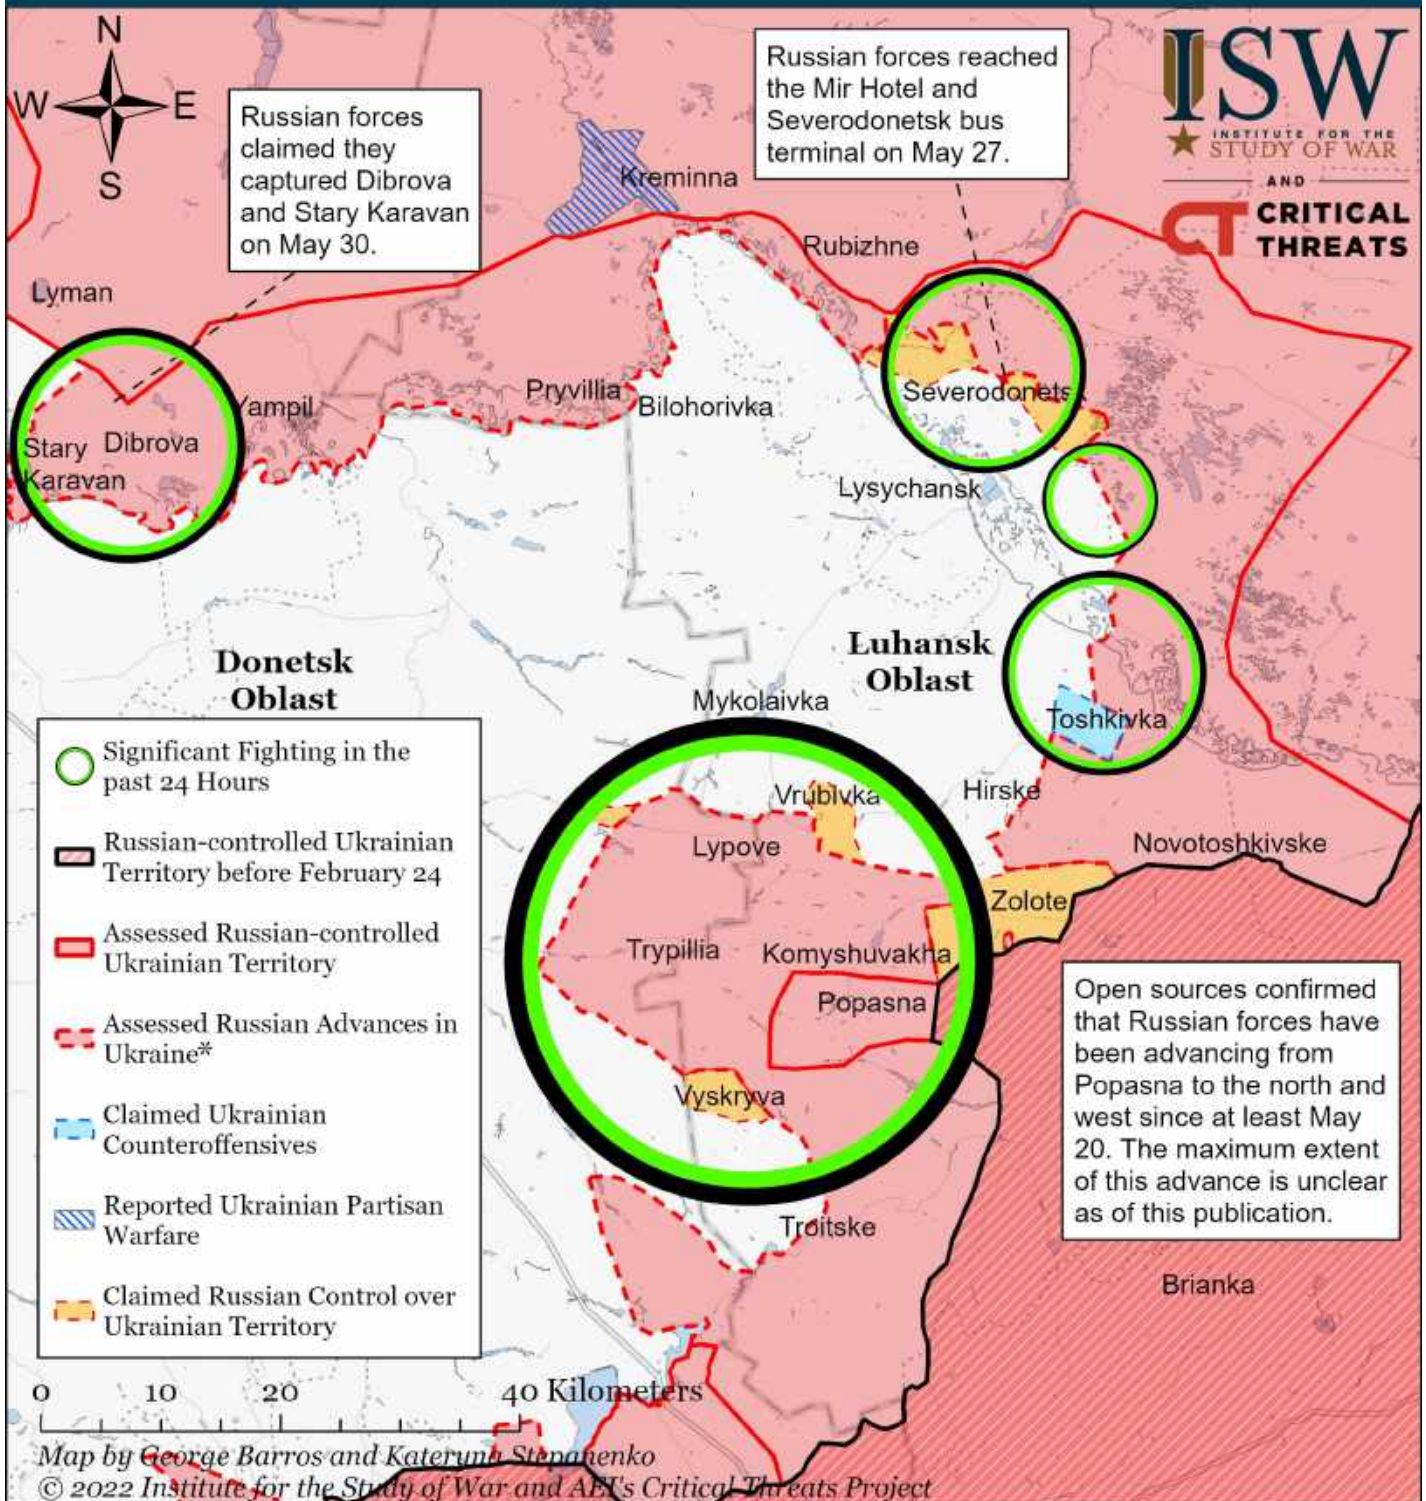 N
W E
S
Russian forces
claimed they
captured Dibrova
and Stary Karavan
on May 30.
Russian forces reached
the Mir Hotel and
Severodonetsk bus
terminal on May 27.
ISW
INSTITUTE FOR THE
STUDY OF WAR
AND
CT CRITICAL
THREATS
Kreminna
Rubizhne
Lyman
Pryvillia
Bilohorivka
Severodonetsk
Yampil
Stary
Karavan
Dibrova
Lysychansk
Donetsk
Oblast
Luhansk
Oblast
Mykolaivka
Toshkivka
Vrubivka
Hirske
Lypove
Novotoshkivske
Zolote
Trypillia
Komyshuvakha
Popasna
Vyskryva
Troitske
Brianka
Significant Fighting in the
past 24 Hours
Russian-controlled Ukrainian
Territory before February 24
Assessed Russian-controlled
Ukrainian Territory
Assessed Russian Advances in
Ukraine*
Claimed Ukrainian
Counteroffensives
Reported Ukrainian Partisan
Warfare
Claimed Russian Control over
Ukrainian Territory
Open sources confirmed
that Russian forces have
been advancing from
Popasna to the north and
west since at least May
20. The maximum extent
of this advance is unclear
as of this publication.
0 10 20 40 Kilometers
Map by George Barros and Kateryna Stepanenko
© 2022 Institute for the Study of War and AEI's Critical Threats Project